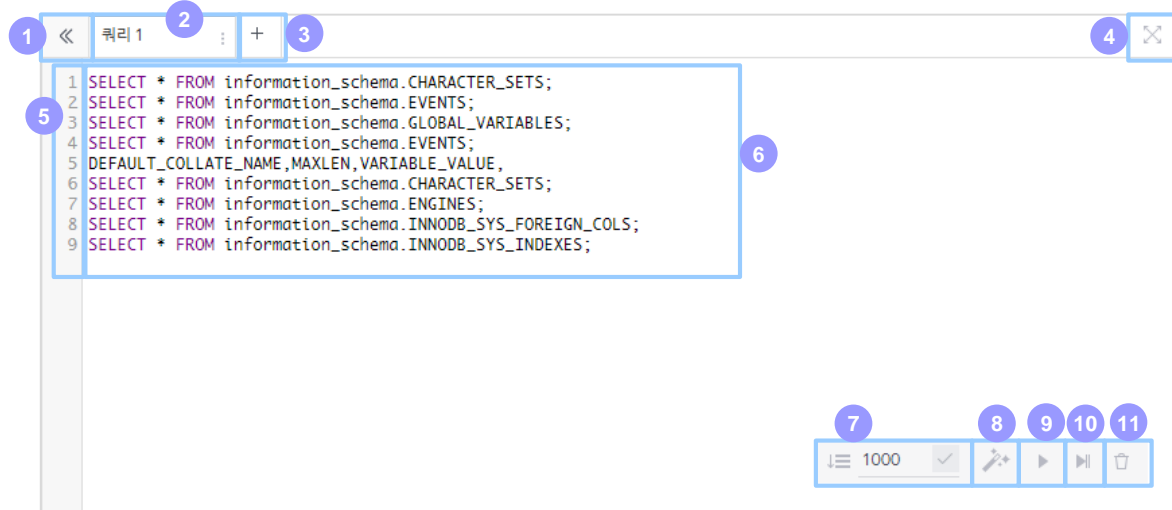 1 쿼리 1 2 + 3 4
5 6
1 SELECT * FROM information_schema.CHARACTER_SETS;
2 SELECT * FROM information_schema.EVENTS;
3 SELECT * FROM information_schema.GLOBAL_VARIABLES;
4 SELECT * FROM information_schema.EVENTS;
5 DEFAULT_COLLATE_NAME,MAXLEN,VARIABLE_VALUE,
6 SELECT * FROM information_schema.CHARACTER_SETS;
7 SELECT * FROM information_schema.ENGINES;
8 SELECT * FROM information_schema.INNODB_SYS_FOREIGN_COLS;
9 SELECT * FROM information_schema.INNODB_SYS_INDEXES;
7 8 9 10 11
1000